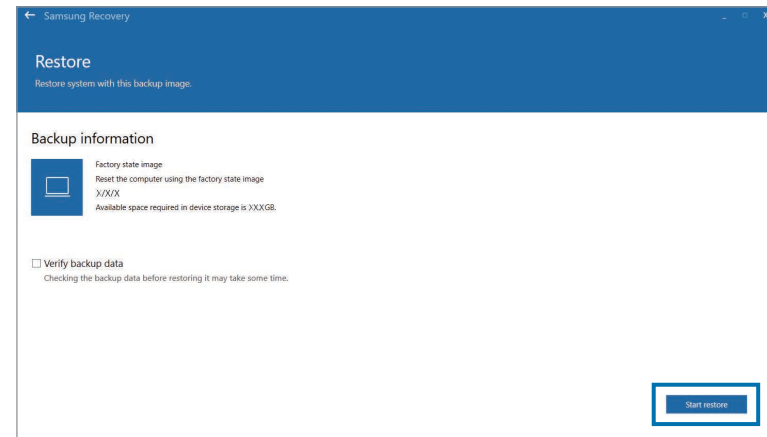 Samsung Recovery
Restore
Restore system with this backup image.
Backup information
Factory state image
Reset the computer using the factory state image
X/X/X
Available space required in device storage is XXXGB.
Verify backup data
Checking the backup data before restoring it may take some time.
Start restore